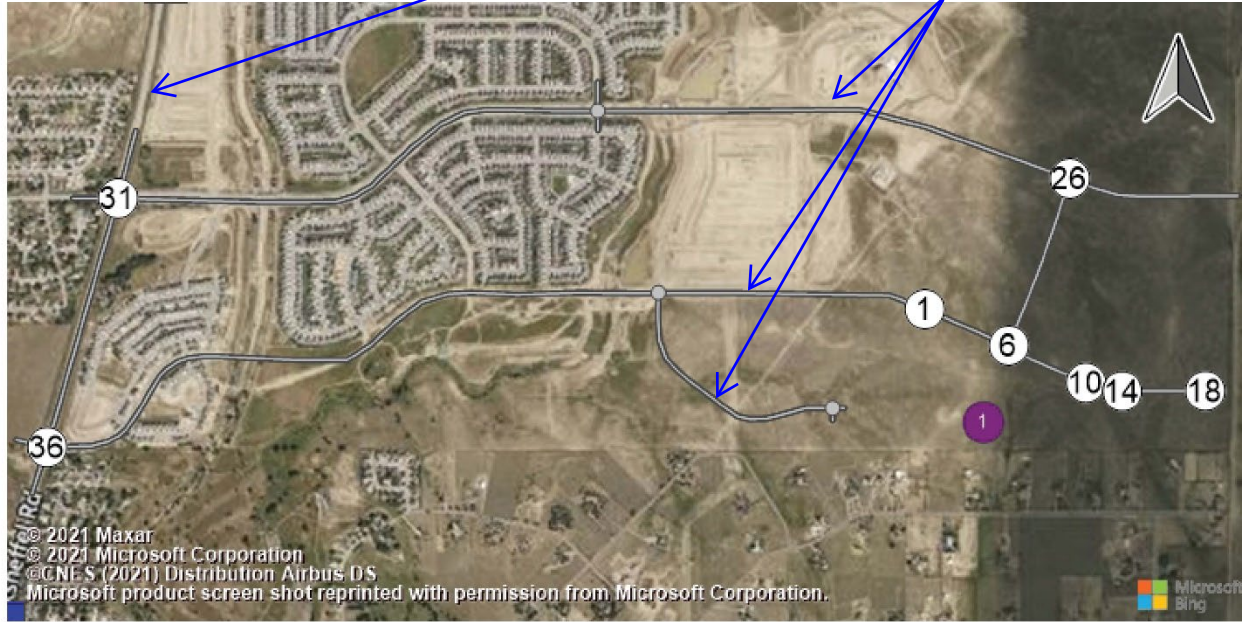 31
26
1
6
10
14
18
1
36
© 2021 Maxar
© 2021 Microsoft Corporation
©CNES (2021) Distribution Airbus DS
Microsoft product screen shot reprinted with permission from Microsoft Corporation.
Microsoft
Bing